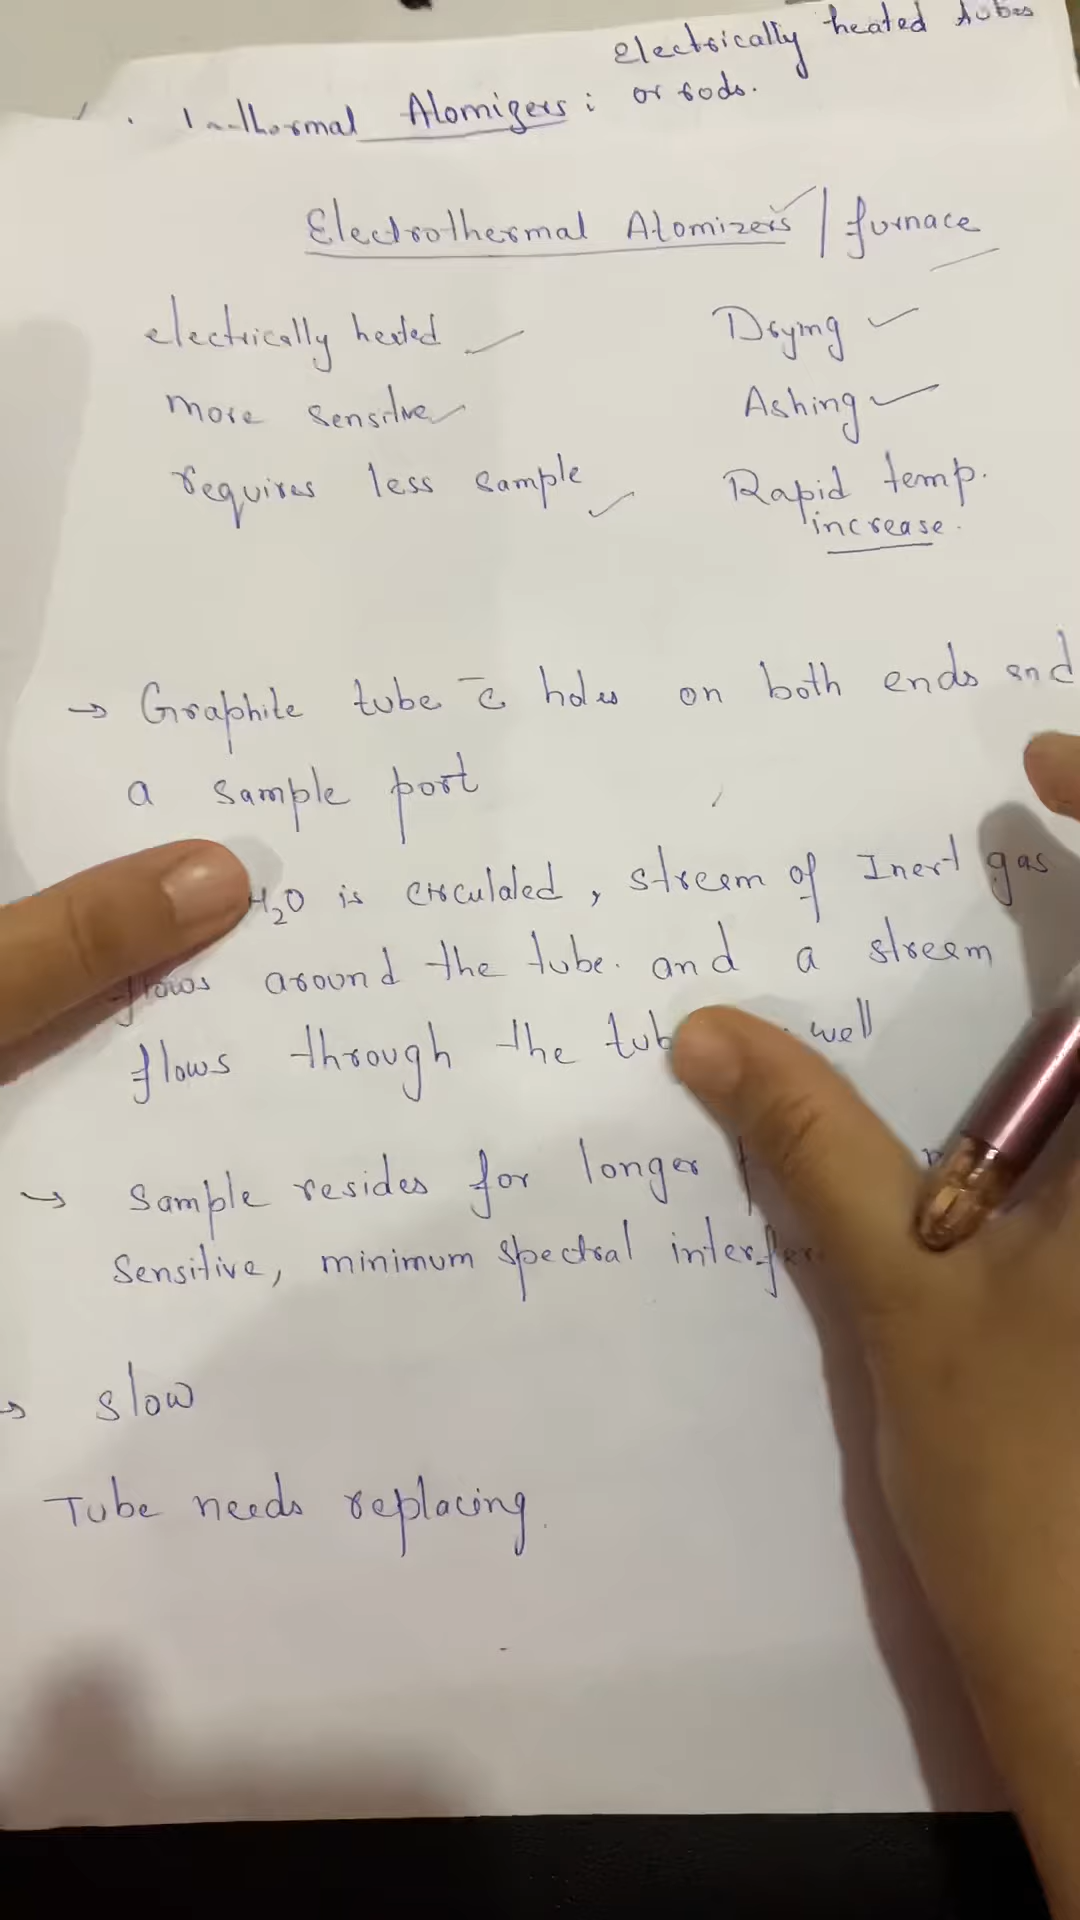 Electrically heated tubes
thermal Atomizers : or rods.
Electrothermal Atomizers / furnace
electrically heated
Drying
more sensitive
Ashing
requires less sample
Rapid temp.
increase.
→ Graphite tube c̅ holes on both ends and
a sample port
H₂O is circulated, stream of Inert gas
flows around the tube. and a stream
flows through the tub well
→ Sample resides for longer
Sensitive, minimum spectral interfer
→ slow
Tube needs replacing.